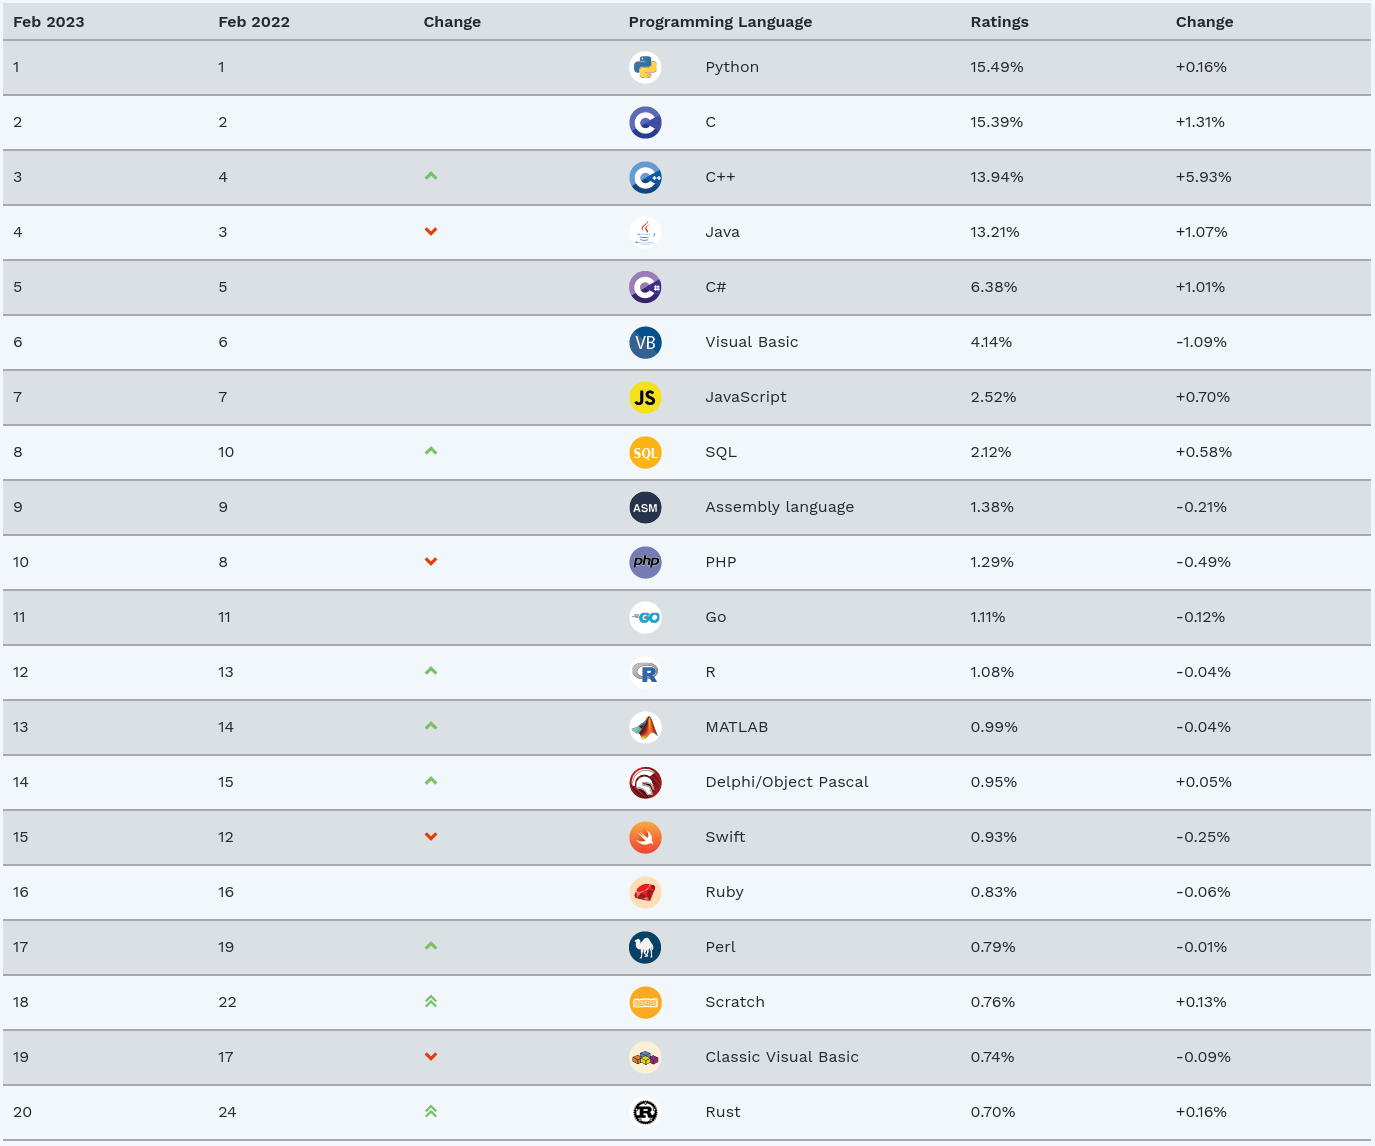 Feb 2023 Feb 2022 Change Programming Language Ratings Change
1 1 Python 15.49% +0.16%
2 2 C 15.39% +1.31%
3 4 C++ 13.94% +5.93%
4 3 Java 13.21% +1.07%
5 5 C# 6.38% +1.01%
6 6 VB Visual Basic 4.14% -1.09%
7 7 JS JavaScript 2.52% +0.70%
8 10 SQL SQL 2.12% +0.58%
9 9 ASM Assembly language 1.38% -0.21%
10 8 php PHP 1.29% -0.49%
11 11 GO Go 1.11% -0.12%
12 13 R R 1.08% -0.04%
13 14 MATLAB 0.99% -0.04%
14 15 Delphi/Object Pascal 0.95% +0.05%
15 12 Swift 0.93% -0.25%
16 16 Ruby 0.83% -0.06%
17 19 Perl 0.79% -0.01%
18 22 Scratch 0.76% +0.13%
19 17 Classic Visual Basic 0.74% -0.09%
20 24 R Rust 0.70% +0.16%